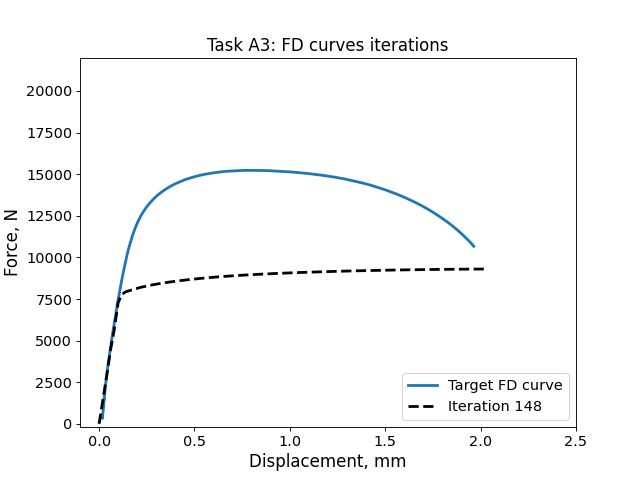 Task A3: FD curves iterations
Force, N
20000
17500
15000
12500
10000
7500
5000
2500
0
0.0 0.5 1.0 1.5 2.0 2.5
Displacement, mm
Target FD curve
Iteration 148